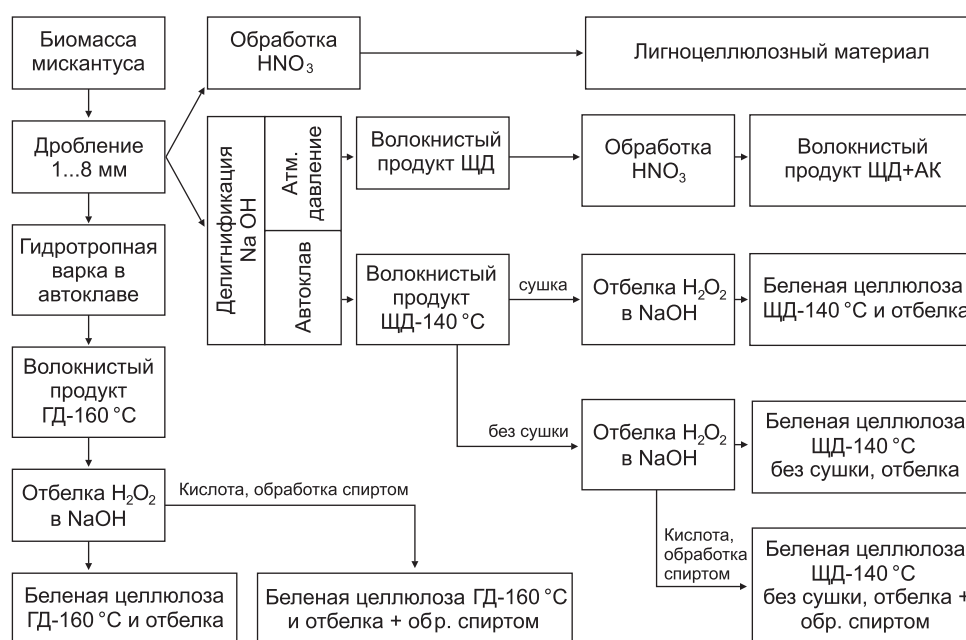 Биомасса
мискантуса
Обработка
HNO₃
Лигноцеллюлозный материал
Дробление
1...8 мм
Делигнификация
Na OH
Атм.
давление
Автоклав
Волокнистый
продукт ЩД
Обработка
HNO₃
Волокнистый
продукт ЩД+АК
Гидротропная
варка в
автоклаве
Волокнистый
продукт
ЩД-140 °C
сушка
Отбелка H₂O₂
в NaOH
Беленая целлюлоза
ЩД-140 °C и отбелка
Волокнистый
продукт
ГД-160 °C
без сушки
Отбелка H₂O₂
в NaOH
Беленая целлюлоза
ЩД-140 °C
без сушки, отбелка
Отбелка H₂O₂
в NaOH
Кислота, обработка спиртом
Кислота,
обработка
спиртом
Беленая целлюлоза
ЩД-140 °C
без сушки, отбелка +
обр. спиртом
Беленая целлюлоза
ГД-160 °C и отбелка
Беленая целлюлоза ГД-160 °C
и отбелка + обр. спиртом